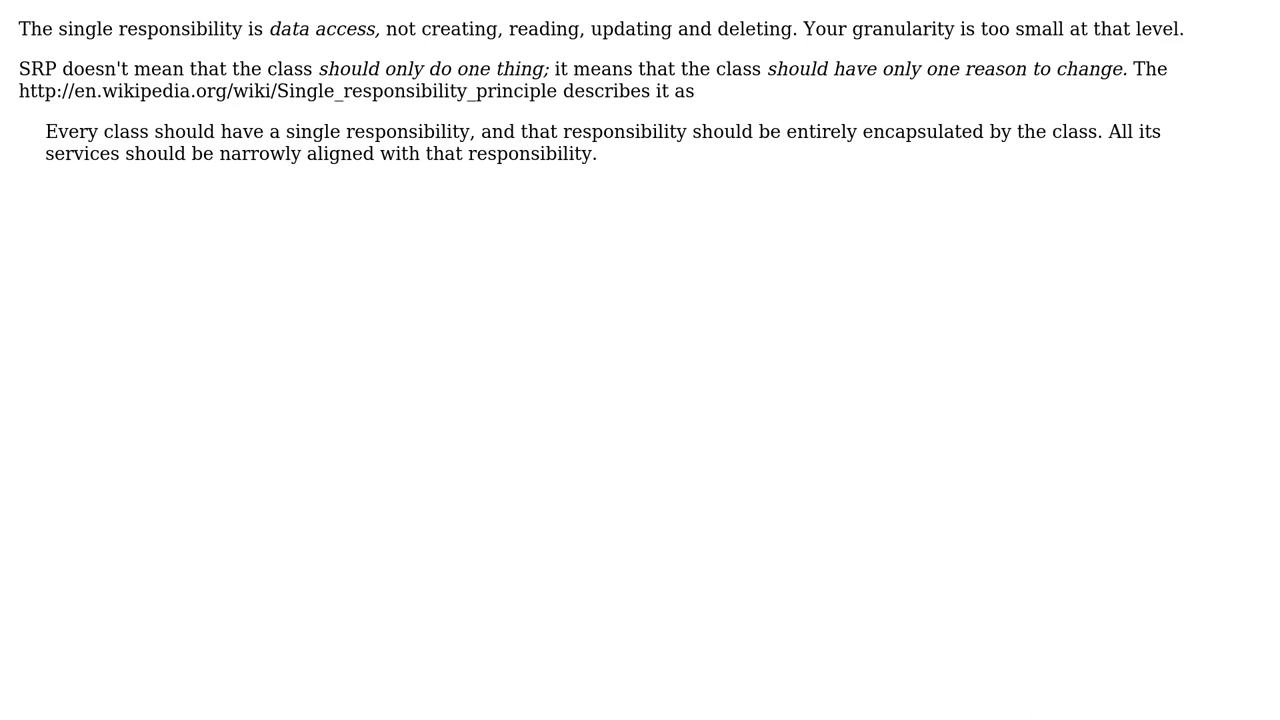 The single responsibility is data access, not creating, reading, updating and deleting. Your granularity is too small at that level.
SRP doesn't mean that the class should only do one thing; it means that the class should have only one reason to change. The
http://en.wikipedia.org/wiki/Single_responsibility_principle describes it as
Every class should have a single responsibility, and that responsibility should be entirely encapsulated by the class. All its
services should be narrowly aligned with that responsibility.